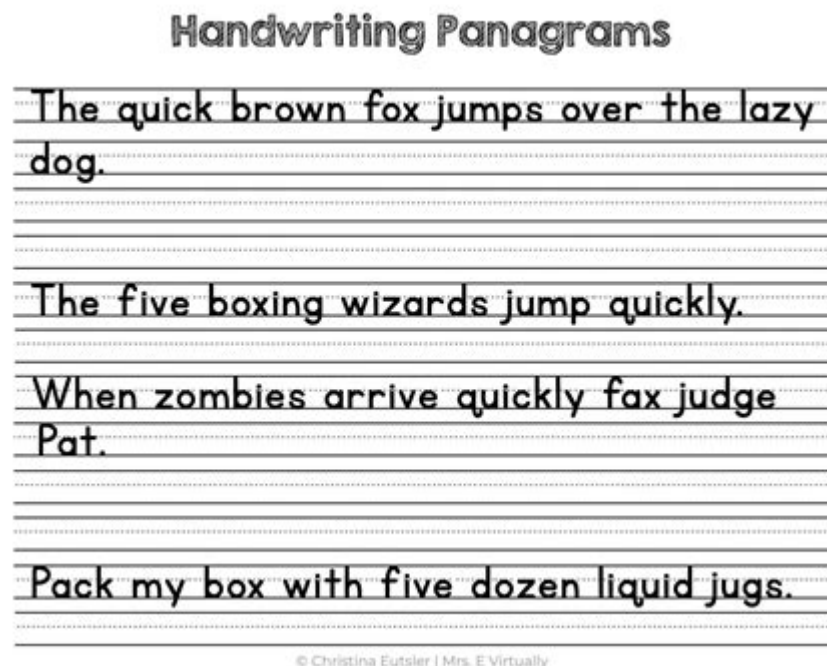 Handwriting Panagrams
The quick brown fox jumps over the lazy
dog.
The five boxing wizards jump quickly.
When zombies arrive quickly fax judge
Pat.
Pack my box with five dozen liquid jugs.
© Christina Eutsler | Mrs. E Virtually